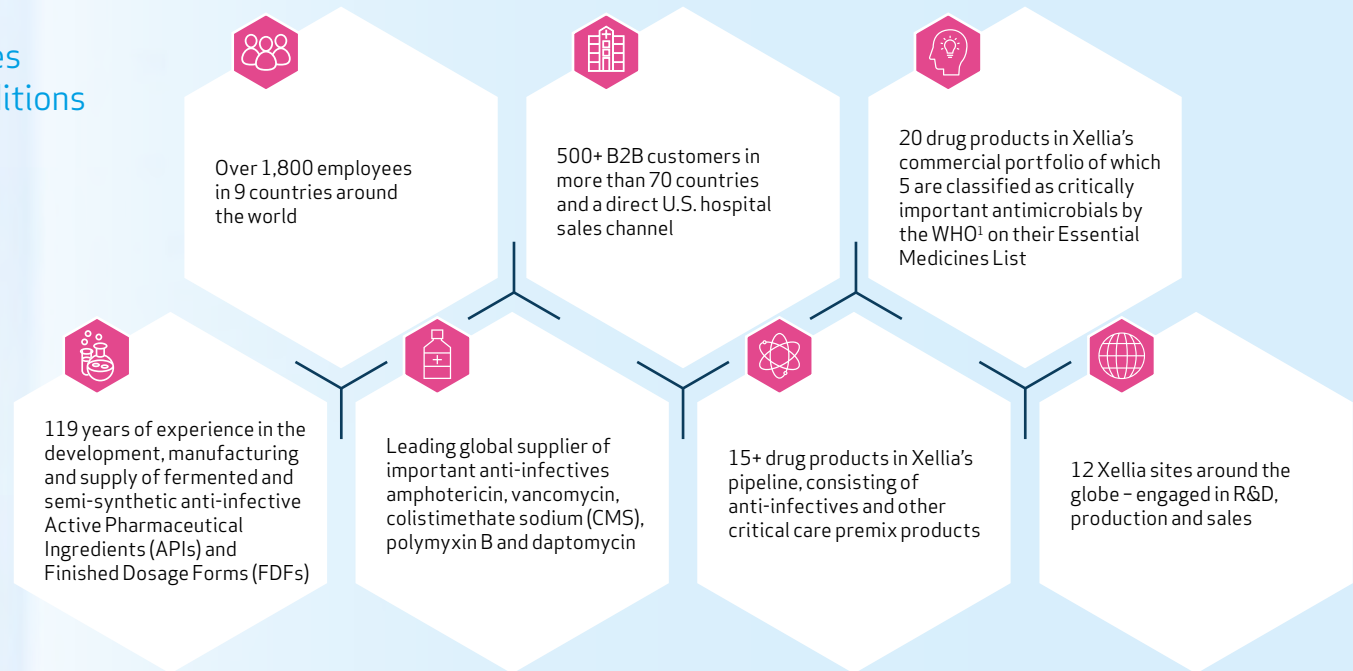 Over 1,800 employees
in 9 countries around
the world
500+ B2B customers in
more than 70 countries
and a direct U.S. hospital
sales channel
20 drug products in Xellia’s
commercial portfolio of which
5 are classified as critically
important antimicrobials by
the WHO¹ on their Essential
Medicines List
119 years of experience in the
development, manufacturing
and supply of fermented and
semi-synthetic anti-infective
Active Pharmaceutical
Ingredients (APIs) and
Finished Dosage Forms (FDFs)
Leading global supplier of
important anti-infectives
amphotericin, vancomycin,
colistimethate sodium (CMS),
polymyxin B and daptomycin
15+ drug products in Xellia’s
pipeline, consisting of
anti-infectives and other
critical care premix products
12 Xellia sites around the
globe – engaged in R&D,
production and sales